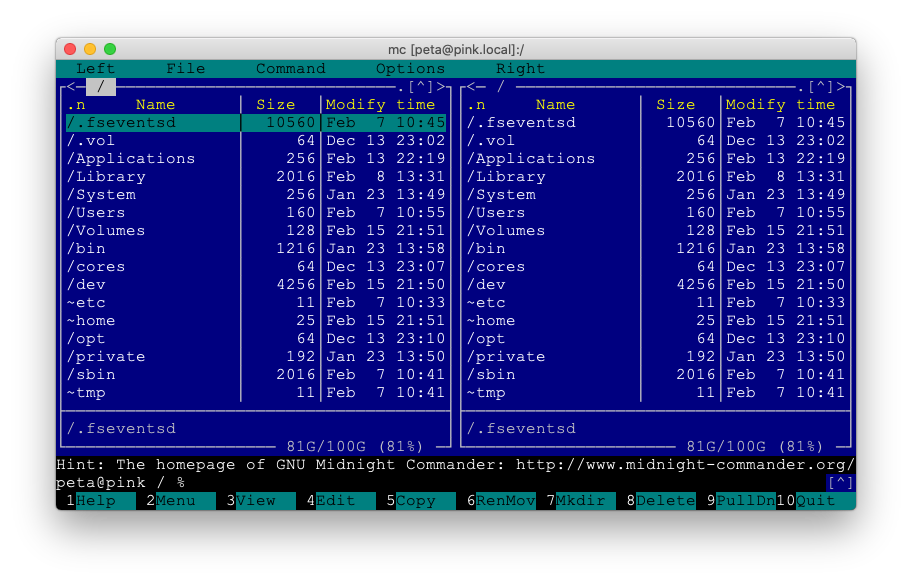 mc [peta@pink.local]:/
Left File Command Options Right
<─ / ─.[^]>┐ <─ / ─.[^]>
.n Name Size Modify time .n Name Size Modify time
/.fseventsd 10560 Feb 7 10:45 /.fseventsd 10560 Feb 7 10:45
/.vol 64 Dec 13 23:02 /.vol 64 Dec 13 23:02
/Applications 256 Feb 13 22:19 /Applications 256 Feb 13 22:19
/Library 2016 Feb 8 13:31 /Library 2016 Feb 8 13:31
/System 256 Jan 23 13:49 /System 256 Jan 23 13:49
/Users 160 Feb 7 10:55 /Users 160 Feb 7 10:55
/Volumes 128 Feb 15 21:51 /Volumes 128 Feb 15 21:51
/bin 1216 Jan 23 13:58 /bin 1216 Jan 23 13:58
/cores 64 Dec 13 23:07 /cores 64 Dec 13 23:07
/dev 4256 Feb 15 21:50 /dev 4256 Feb 15 21:50
~etc 11 Feb 7 10:33 ~etc 11 Feb 7 10:33
~home 25 Feb 15 21:51 ~home 25 Feb 15 21:51
/opt 64 Dec 13 23:10 /opt 64 Dec 13 23:10
/private 192 Jan 23 13:50 /private 192 Jan 23 13:50
/sbin 2016 Feb 7 10:41 /sbin 2016 Feb 7 10:41
~tmp 11 Feb 7 10:41 ~tmp 11 Feb 7 10:41
/.fseventsd /.fseventsd
81G/100G (81%) 81G/100G (81%)
Hint: The homepage of GNU Midnight Commander: http://www.midnight-commander.org/
peta@pink / % [^]
1Help 2Menu 3View 4Edit 5Copy 6RenMov 7Mkdir 8Delete 9PullDn 10Quit